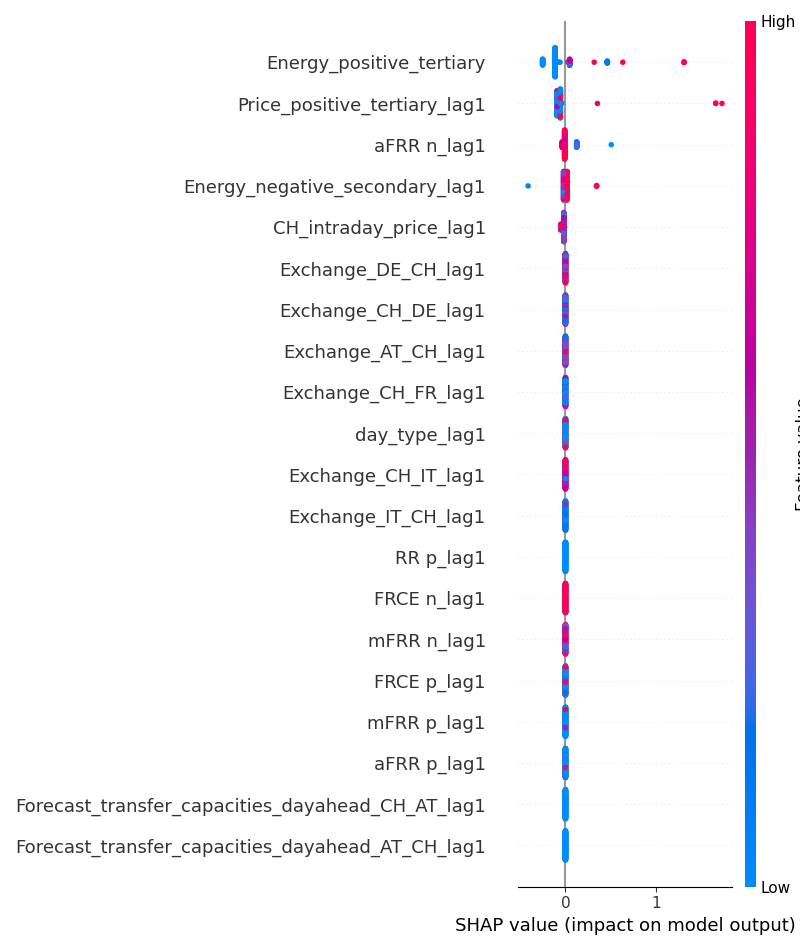 High
Energy_positive_tertiary
Price_positive_tertiary_lag1
aFRR n_lag1
Energy_negative_secondary_lag1
CH_intraday_price_lag1
Exchange_DE_CH_lag1
Exchange_CH_DE_lag1
Exchange_AT_CH_lag1
Exchange_CH_FR_lag1
day_type_lag1
Exchange_CH_IT_lag1
Exchange_IT_CH_lag1
RR p_lag1
FRCE n_lag1
mFRR n_lag1
FRCE p_lag1
mFRR p_lag1
aFRR p_lag1
Forecast_transfer_capacities_dayahead_CH_AT_lag1
Forecast_transfer_capacities_dayahead_AT_CH_lag1
Low
0 1
SHAP value (impact on model output)